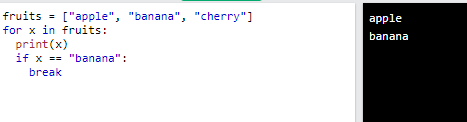 fruits = ["apple", "banana", "cherry"]
for x in fruits:
  print(x)
  if x == "banana":
    break
apple
banana